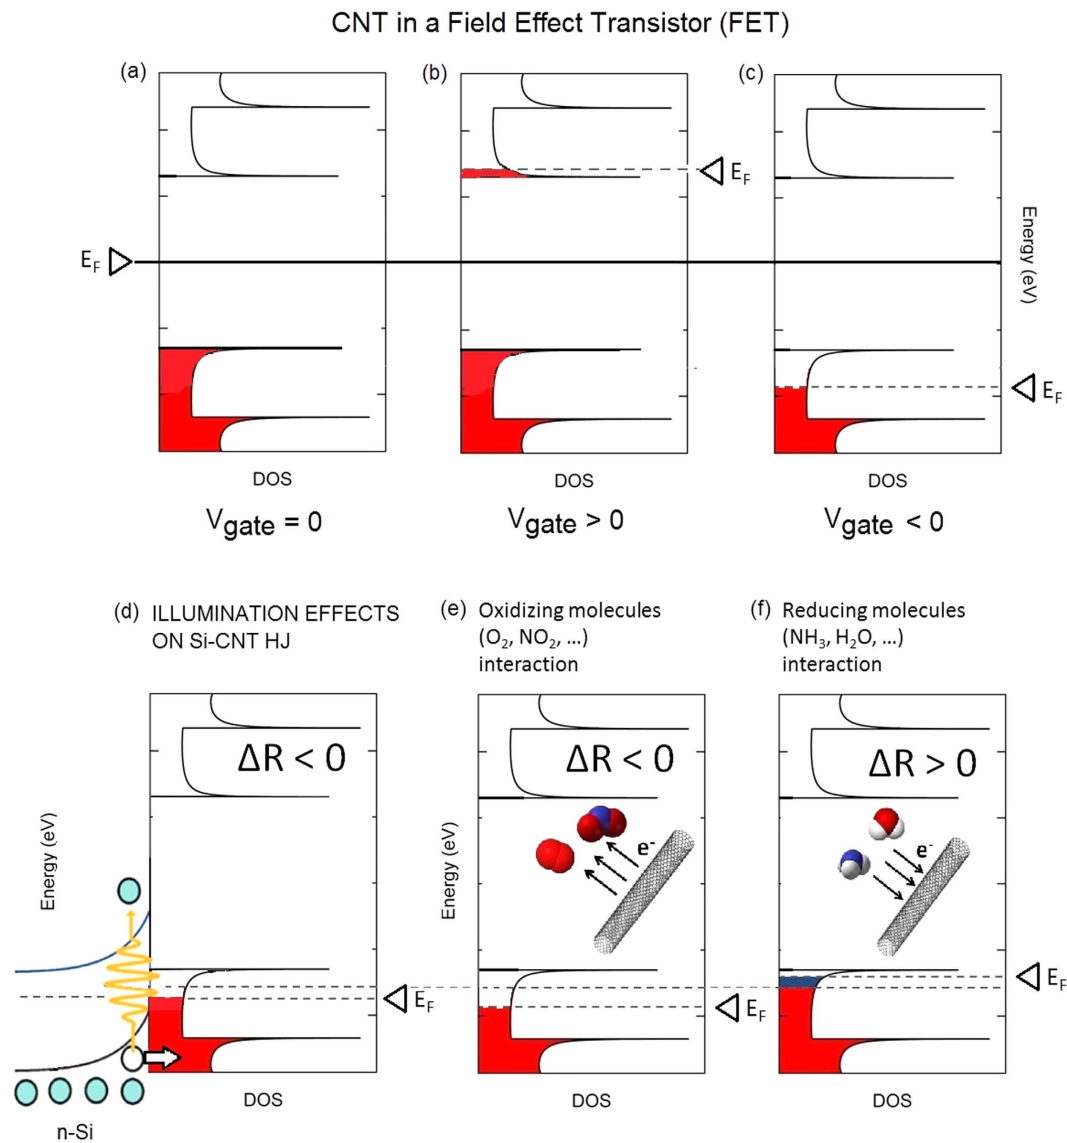 CNT in a Field Effect Transistor (FET)
(a)
(b)
(c)
E_F
E_F
E_F
Energy (eV)
DOS
DOS
DOS
V_gate = 0
V_gate > 0
V_gate < 0
(d) ILLUMINATION EFFECTS
ON Si-CNT HJ
(e) Oxidizing molecules
(O₂, NO₂, ...)
interaction
(f) Reducing molecules
(NH₃, H₂O, ...)
interaction
ΔR < 0
ΔR < 0
ΔR > 0
e⁻
e⁻
Energy (eV)
Energy (eV)
E_F
E_F
E_F
DOS
DOS
DOS
n-Si